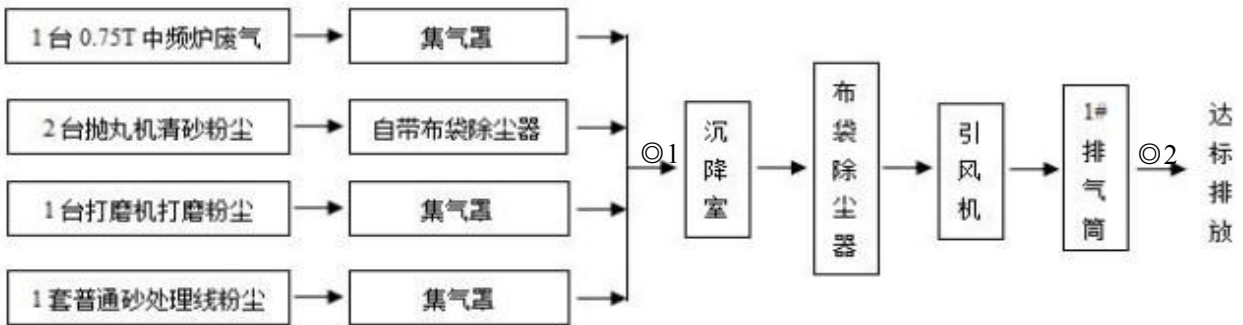 1台0.75T中频炉废气
集气罩
2台抛丸机清砂粉尘
自带布袋除尘器
1台打磨机打磨粉尘
集气罩
1套普通砂处理线粉尘
集气罩
◎1
沉降室
布袋除尘器
引风机
1#排气筒
◎2
达标排放